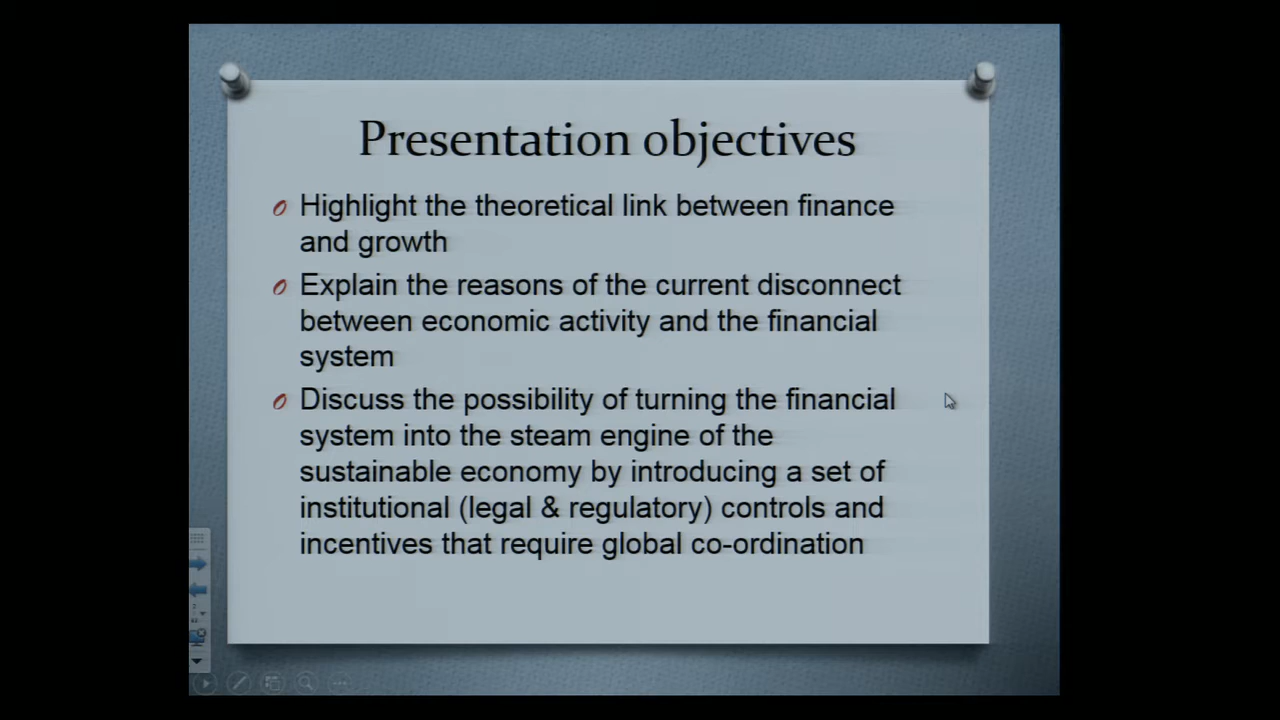 Presentation objectives
Highlight the theoretical link between finance
and growth
Explain the reasons of the current disconnect
between economic activity and the financial
system
Discuss the possibility of turning the financial
system into the steam engine of the
sustainable economy by introducing a set of
institutional (legal & regulatory) controls and
incentives that require global co-ordination